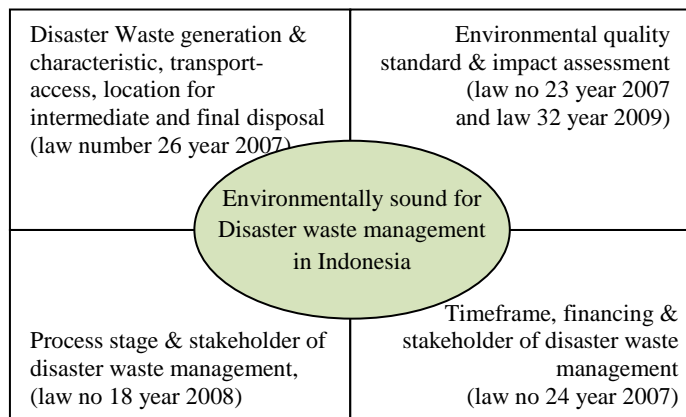 Disaster Waste generation &
characteristic, transport-
access, location for
intermediate and final disposal
(law number 26 year 2007)
Environmental quality
standard & impact assessment
(law no 23 year 2007
and law 32 year 2009)
Environmentally sound for
Disaster waste management
in Indonesia
Process stage & stakeholder of
disaster waste management,
(law no 18 year 2008)
Timeframe, financing &
stakeholder of disaster waste
management
(law no 24 year 2007)